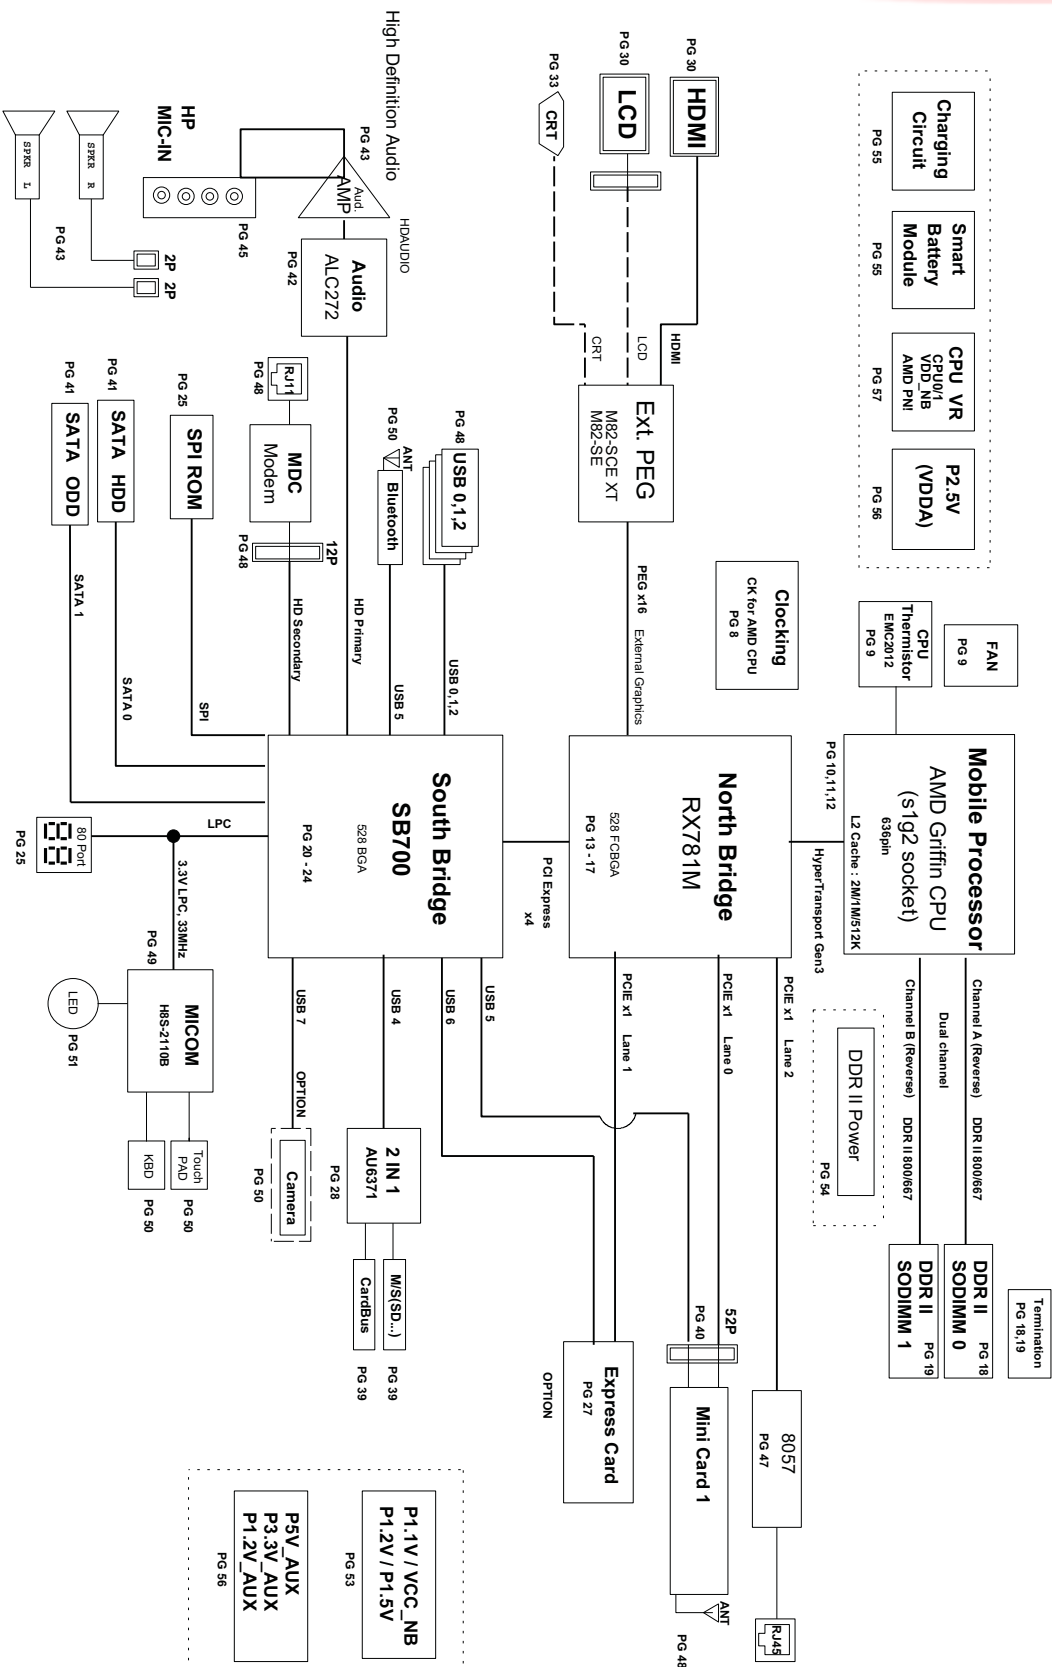 Charging
Circuit
PG 55
Smart
Battery
Module
PG 55
CPU VR
CPU0/1
VDD_NB
AMD PN!
PG 57
P2.5V
(VDDA)
PG 56
FAN
PG 9
CPU
Thermistor
EMC2012
PG 9
Mobile Processor
AMD Griffin CPU
(s1g2 socket)
636pin
L2 Cache : 2M/1M/512K
PG 10,11,12
Channel A (Reverse) DDR II 800/667
Dual channel
Channel B (Reverse) DDR II 800/667
DDR II
SODIMM 0
PG 18
DDR II
SODIMM 1
PG 19
Termination
PG 18,19
HyperTransport Gen3
DDR II Power
PG 54
Clocking
CK for AMD CPU
PG 8
HDMI
PG 30
LCD
PG 30
CRT
PG 33
HDMI
LCD
CRT
Ext. PEG
M82-SCE XT
M82-SE
PEG x16 External Graphics
North Bridge
RX781M
528 FCBGA
PG 13 - 17
PCIE x1 Lane 2
PCIE x1 Lane 0
PCIE x1 Lane 1
8057
PG 47
RJ45
52P
PG 40
Mini Card 1
ANT
PG 48
Express Card
PG 27
OPTION
PCI Express
x4
South Bridge
SB700
528 BGA
PG 20 - 24
USB 0,1,2
PG 48
USB 0,1,2
ANT
PG 50
Bluetooth
USB 5
High Definition Audio
HDAUDIO
PG 43
Aud.
AMP
Audio
ALC272
PG 42
HD Primary
HP
MIC-IN
PG 45
SPKR R
SPKR L
PG 43
2P
2P
RJ11
PG 48
MDC
Modem
12P
PG 48
HD Secondary
SPI ROM
PG 25
SPI
SATA HDD
PG 41
SATA 0
SATA ODD
PG 41
SATA 1
USB 5
USB 6
USB 4
USB 7
2 IN 1
AU6371
PG 28
M/S(SD...)
PG 39
CardBus
PG 39
OPTION
Camera
PG 50
LPC
80 Port
PG 25
3.3V LPC, 33MHz
PG 49
MICOM
H8S-2110B
LED
PG 51
Touch
PAD
PG 50
KBD
PG 50
P1.1V / VCC_NB
P1.2V / P1.5V
PG 53
P5V_AUX
P3.3V_AUX
P1.2V_AUX
PG 56